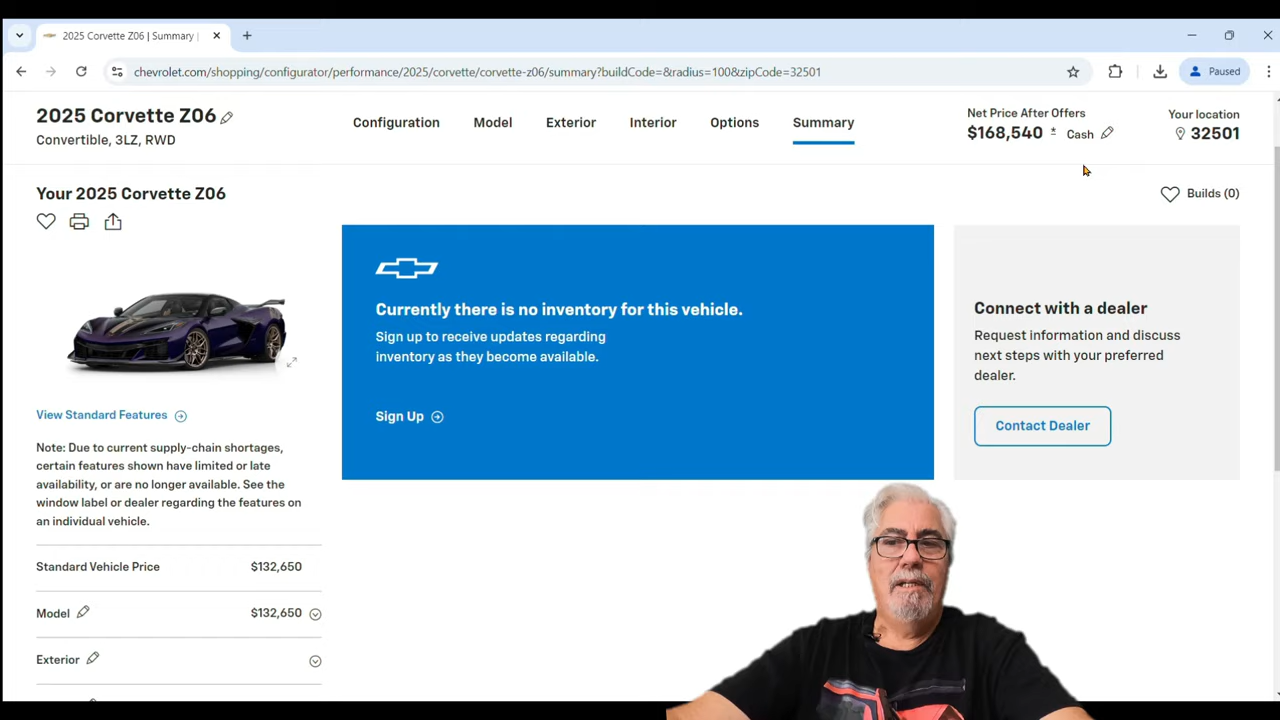 2025 Corvette Z06 | Summary |
chevrolet.com/shopping/configurator/performance/2025/corvette/corvette-z06/summary?buildCode=&radius=100&zipCode=32501
Paused
2025 Corvette Z06
Convertible, 3LZ, RWD
Configuration
Model
Exterior
Interior
Options
Summary
Net Price After Offers
$168,540 ± Cash
Your location
32501
Your 2025 Corvette Z06
Builds (0)
Currently there is no inventory for this vehicle.
Sign up to receive updates regarding
inventory as they become available.
Sign Up
Connect with a dealer
Request information and discuss
next steps with your preferred
dealer.
Contact Dealer
View Standard Features
Note: Due to current supply-chain shortages,
certain features shown have limited or late
availability, or are no longer available. See the
window label or dealer regarding the features on
an individual vehicle.
Standard Vehicle Price $132,650
Model $132,650
Exterior